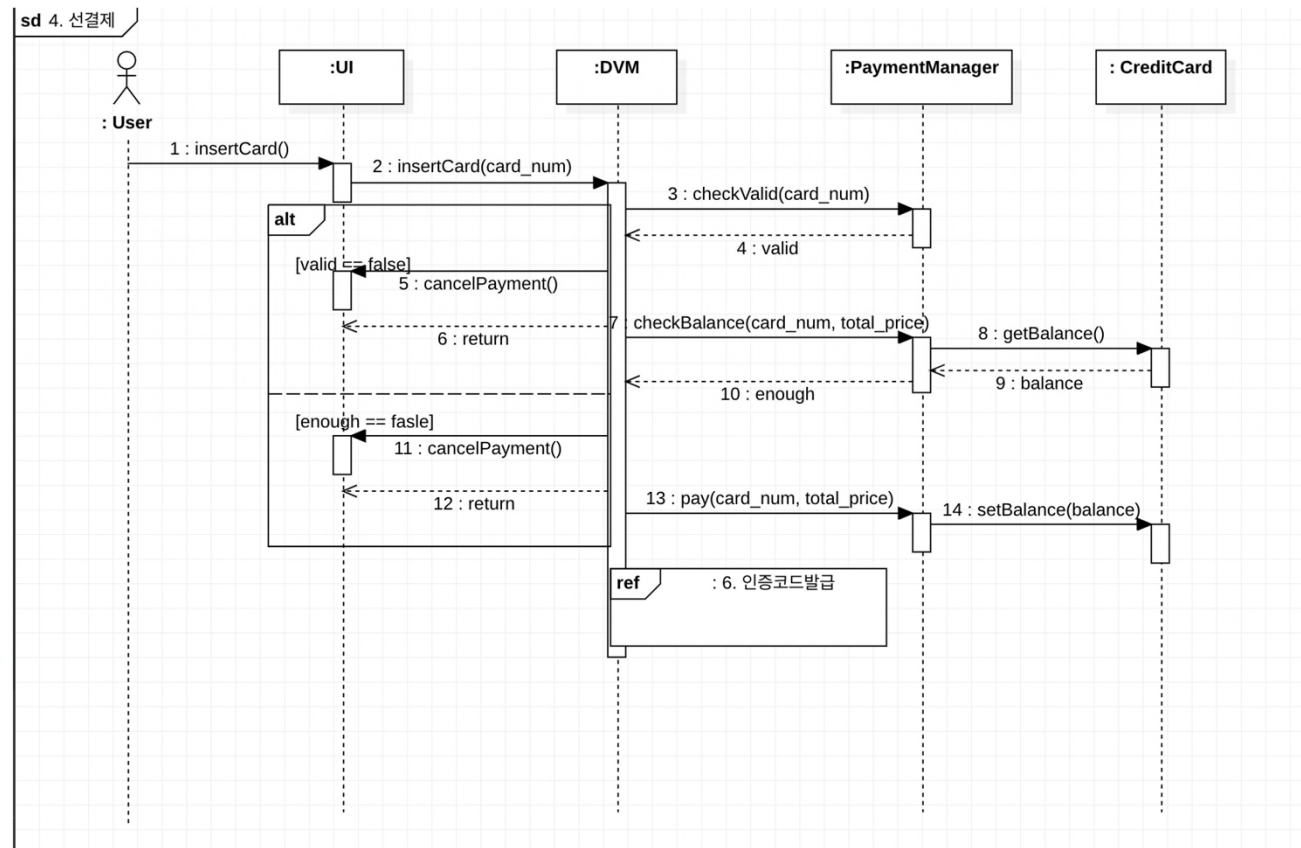 sd 4. 선결제
:UI
:DVM
:PaymentManager
: CreditCard
: User
1 : insertCard()
2 : insertCard(card_num)
3 : checkValid(card_num)
alt
4 : valid
[valid == false]
5 : cancelPayment()
6 : return
7 : checkBalance(card_num, total_price)
8 : getBalance()
9 : balance
10 : enough
[enough == fasle]
11 : cancelPayment()
12 : return
13 : pay(card_num, total_price)
14 : setBalance(balance)
ref : 6. 인증코드발급